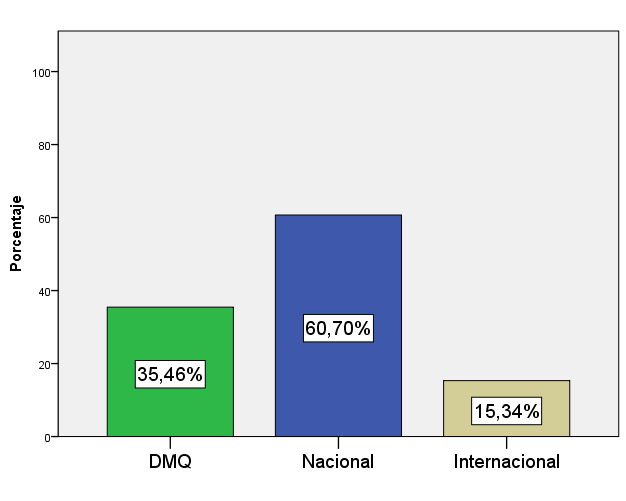 Porcentaje
100
80
60
40
20
0
35,46%
60,70%
15,34%
DMQ
Nacional
Internacional